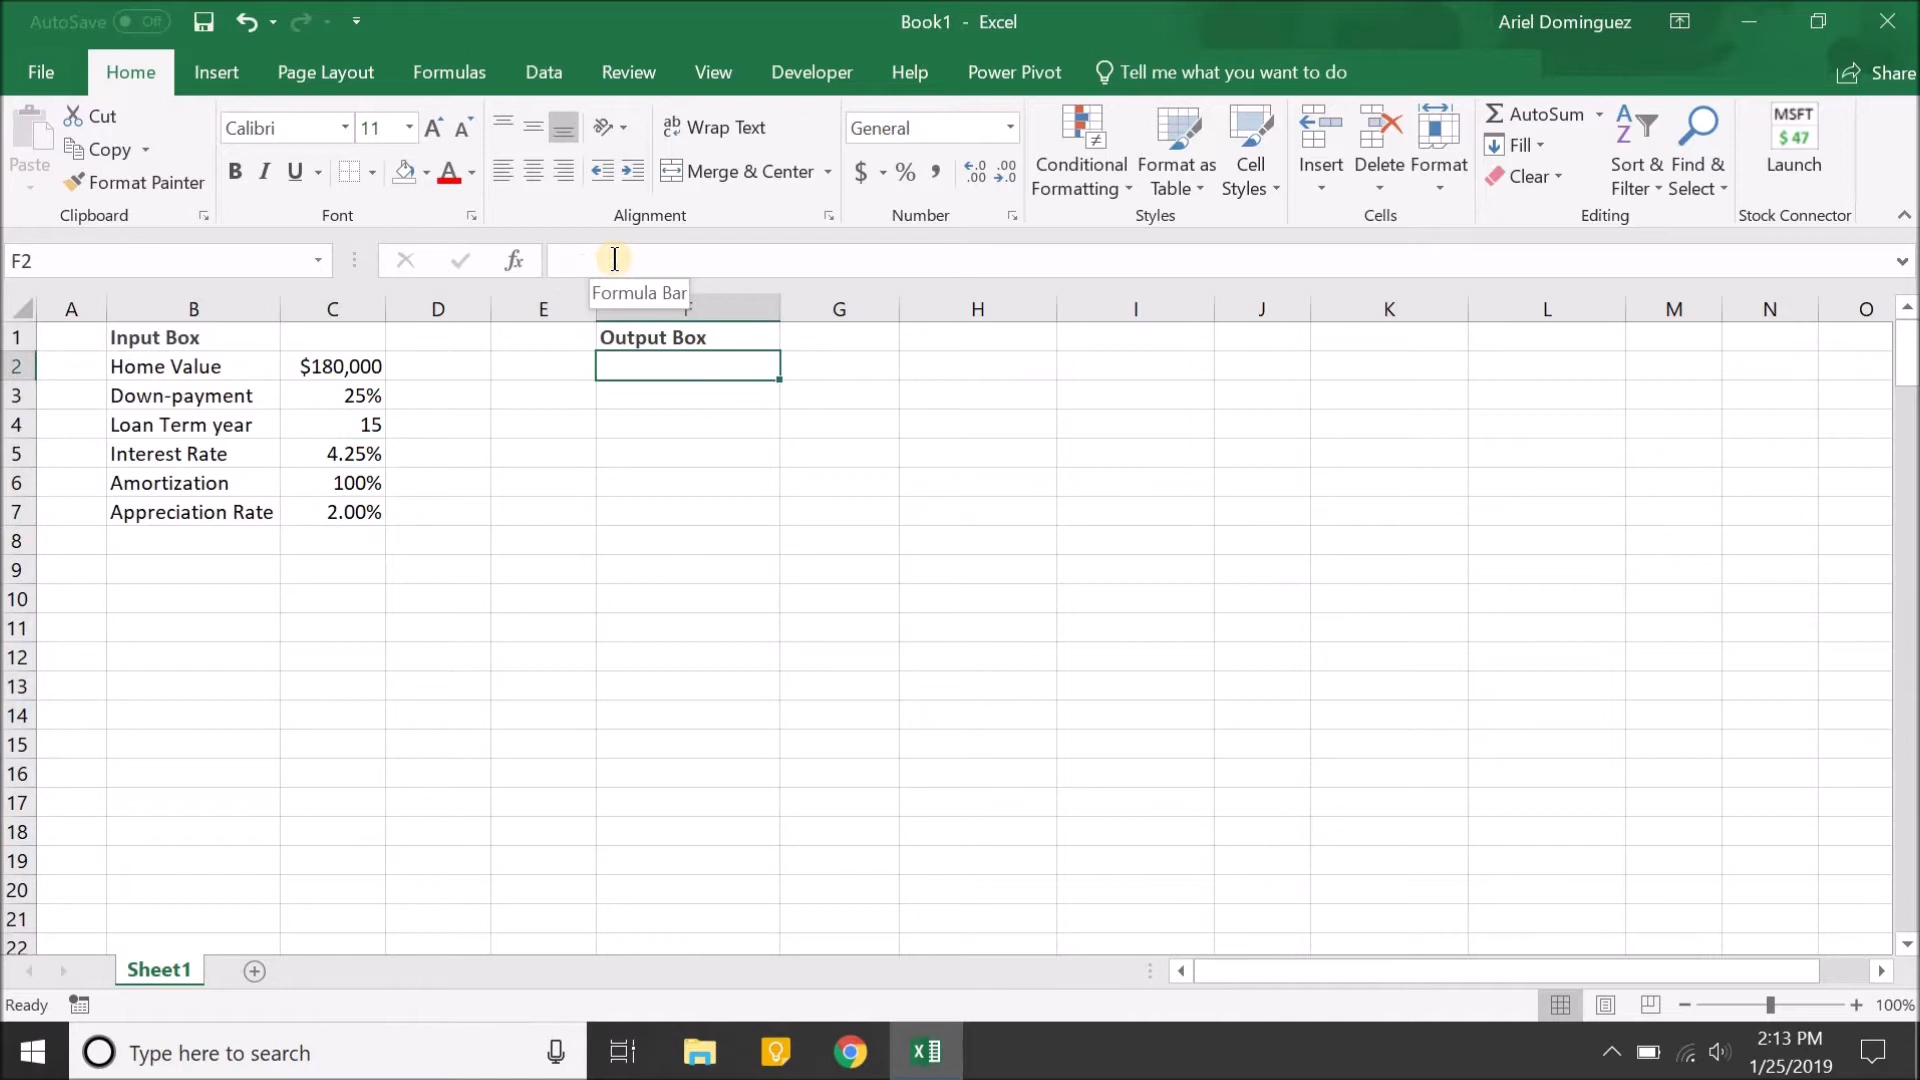 AutoSave Off
Book1 - Excel
Ariel Dominguez
File Home Insert Page Layout Formulas Data Review View Developer Help Power Pivot Tell me what you want to do Share
Paste
Cut
Copy
Format Painter
Clipboard
Calibri 11
B I U
Font
Wrap Text
Merge & Center
Alignment
General
$ % ,
Number
Conditional Formatting
Format as Table
Cell Styles
Styles
Insert Delete Format
Cells
AutoSum
Fill
Clear
Sort & Filter
Find & Select
Editing
MSFT
$ 47
Launch
Stock Connector
F2
fx
Formula Bar
A B C D E F G H I J K L M N O
1 Input Box Output Box
2 Home Value $180,000
3 Down-payment 25%
4 Loan Term year 15
5 Interest Rate 4.25%
6 Amortization 100%
7 Appreciation Rate 2.00%
8
9
10
11
12
13
14
15
16
17
18
19
20
21
22
Sheet1
Ready
100%
Type here to search
2:13 PM
1/25/2019